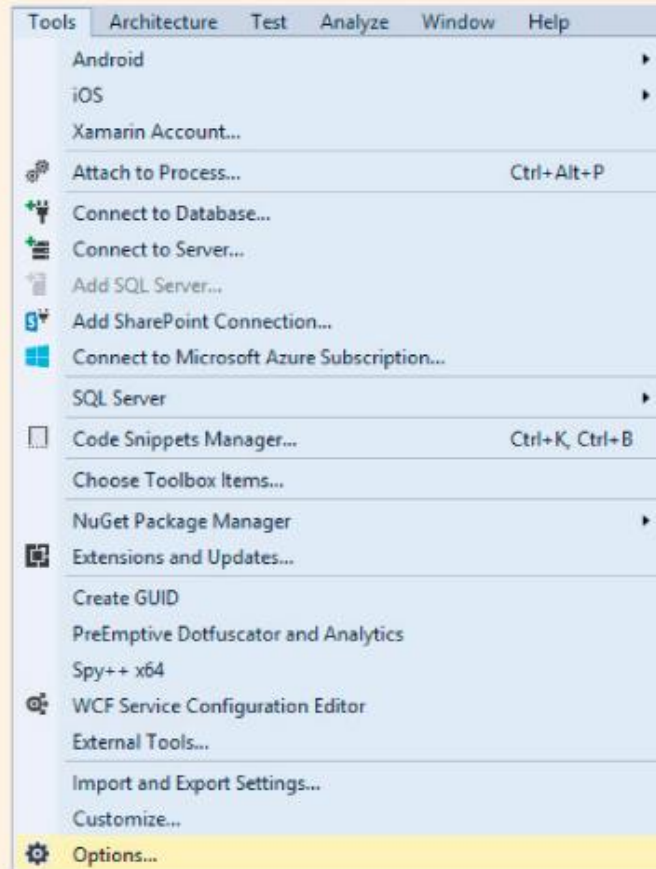 Tools Architecture Test Analyze Window Help
Android
iOS
Xamarin Account...
Attach to Process... Ctrl+Alt+P
Connect to Database...
Connect to Server...
Add SQL Server...
Add SharePoint Connection...
Connect to Microsoft Azure Subscription...
SQL Server
Code Snippets Manager... Ctrl+K, Ctrl+B
Choose Toolbox Items...
NuGet Package Manager
Extensions and Updates...
Create GUID
PreEmptive Dotfuscator and Analytics
Spy++ x64
WCF Service Configuration Editor
External Tools...
Import and Export Settings...
Customize...
Options...